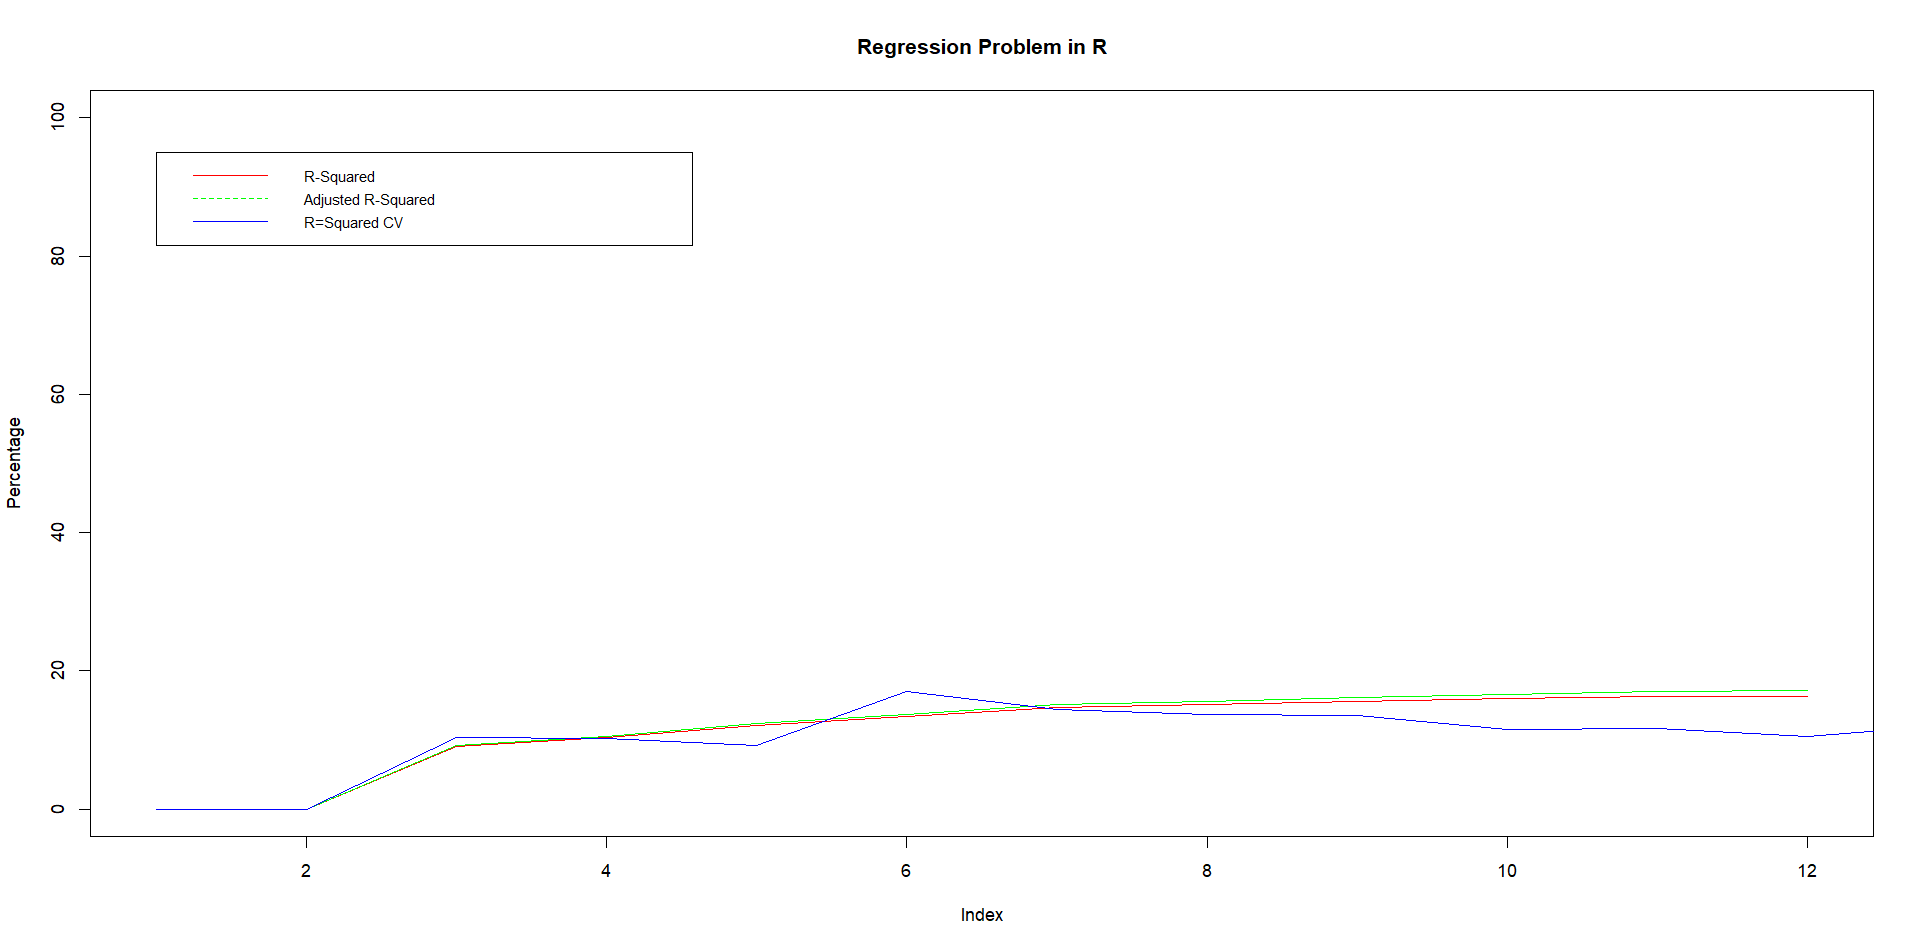 Regression Problem in R
100
80
60
40
20
0
Percentage
R-Squared
Adjusted R-Squared
R=Squared CV
2 4 6 8 10 12
Index